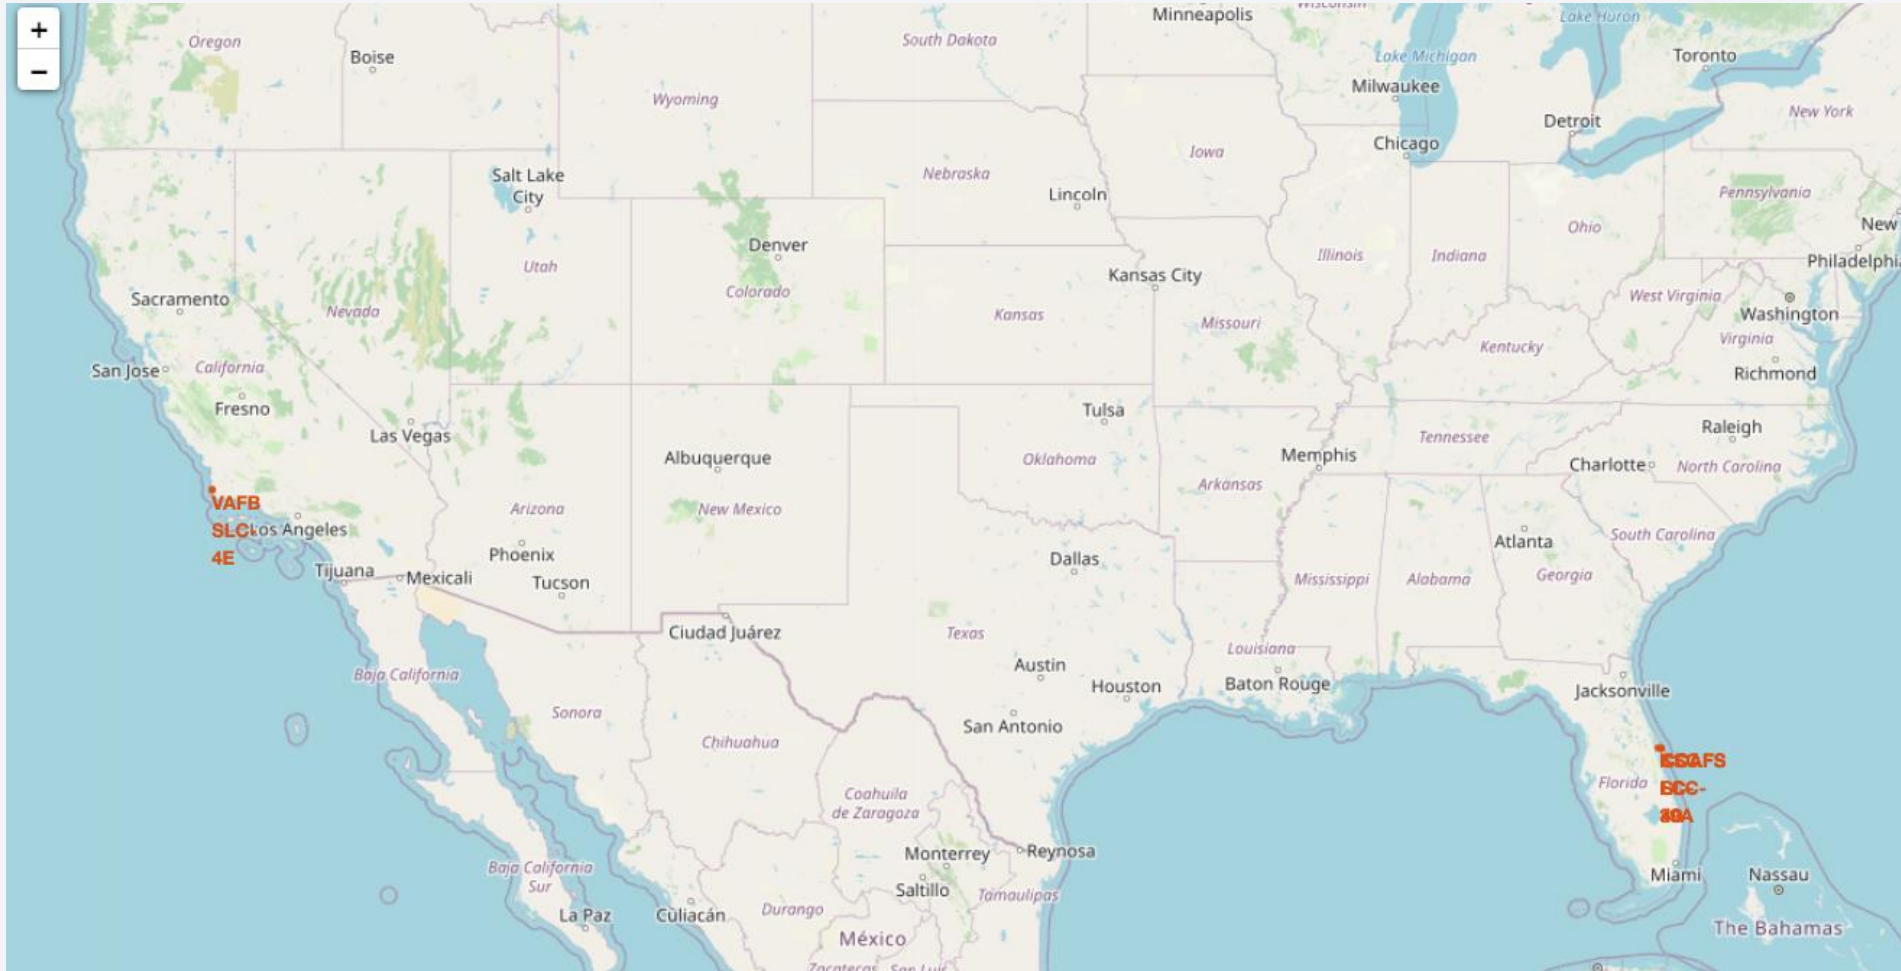 +
−
Minneapolis
Wisconsin
Lake Huron
Oregon
Boise
South Dakota
Lake Michigan
Toronto
Wyoming
Milwaukee
New York
Detroit
Chicago
Iowa
Salt Lake
City
Nebraska
Lincoln
Pennsylvania
Ohio
New
Denver
Utah
Illinois
Indiana
Philadelphia
Kansas City
Colorado
Sacramento
Nevada
Kansas
Missouri
West Virginia
Washington
Virginia
Kentucky
San Jose
California
Richmond
Fresno
Las Vegas
Tulsa
Raleigh
Tennessee
Albuquerque
Oklahoma
Memphis
Charlotte
North Carolina
Arkansas
VAFB
SLC-
4E
Los Angeles
Arizona
New Mexico
South Carolina
Atlanta
Phoenix
Dallas
Tijuana
Mexicali
Tucson
Mississippi
Alabama
Georgia
Ciudad Juárez
Texas
Louisiana
Austin
Baja California
Houston
Baton Rouge
Jacksonville
Sonora
San Antonio
Chihuahua
Florida
Coahuila
de Zaragoza
Monterrey
Reynosa
Baja California
Sur
Saltillo
Tamaulipas
Miami
Nassau
La Paz
Culiacán
Durango
The Bahamas
México
Zacatecas
San Luis